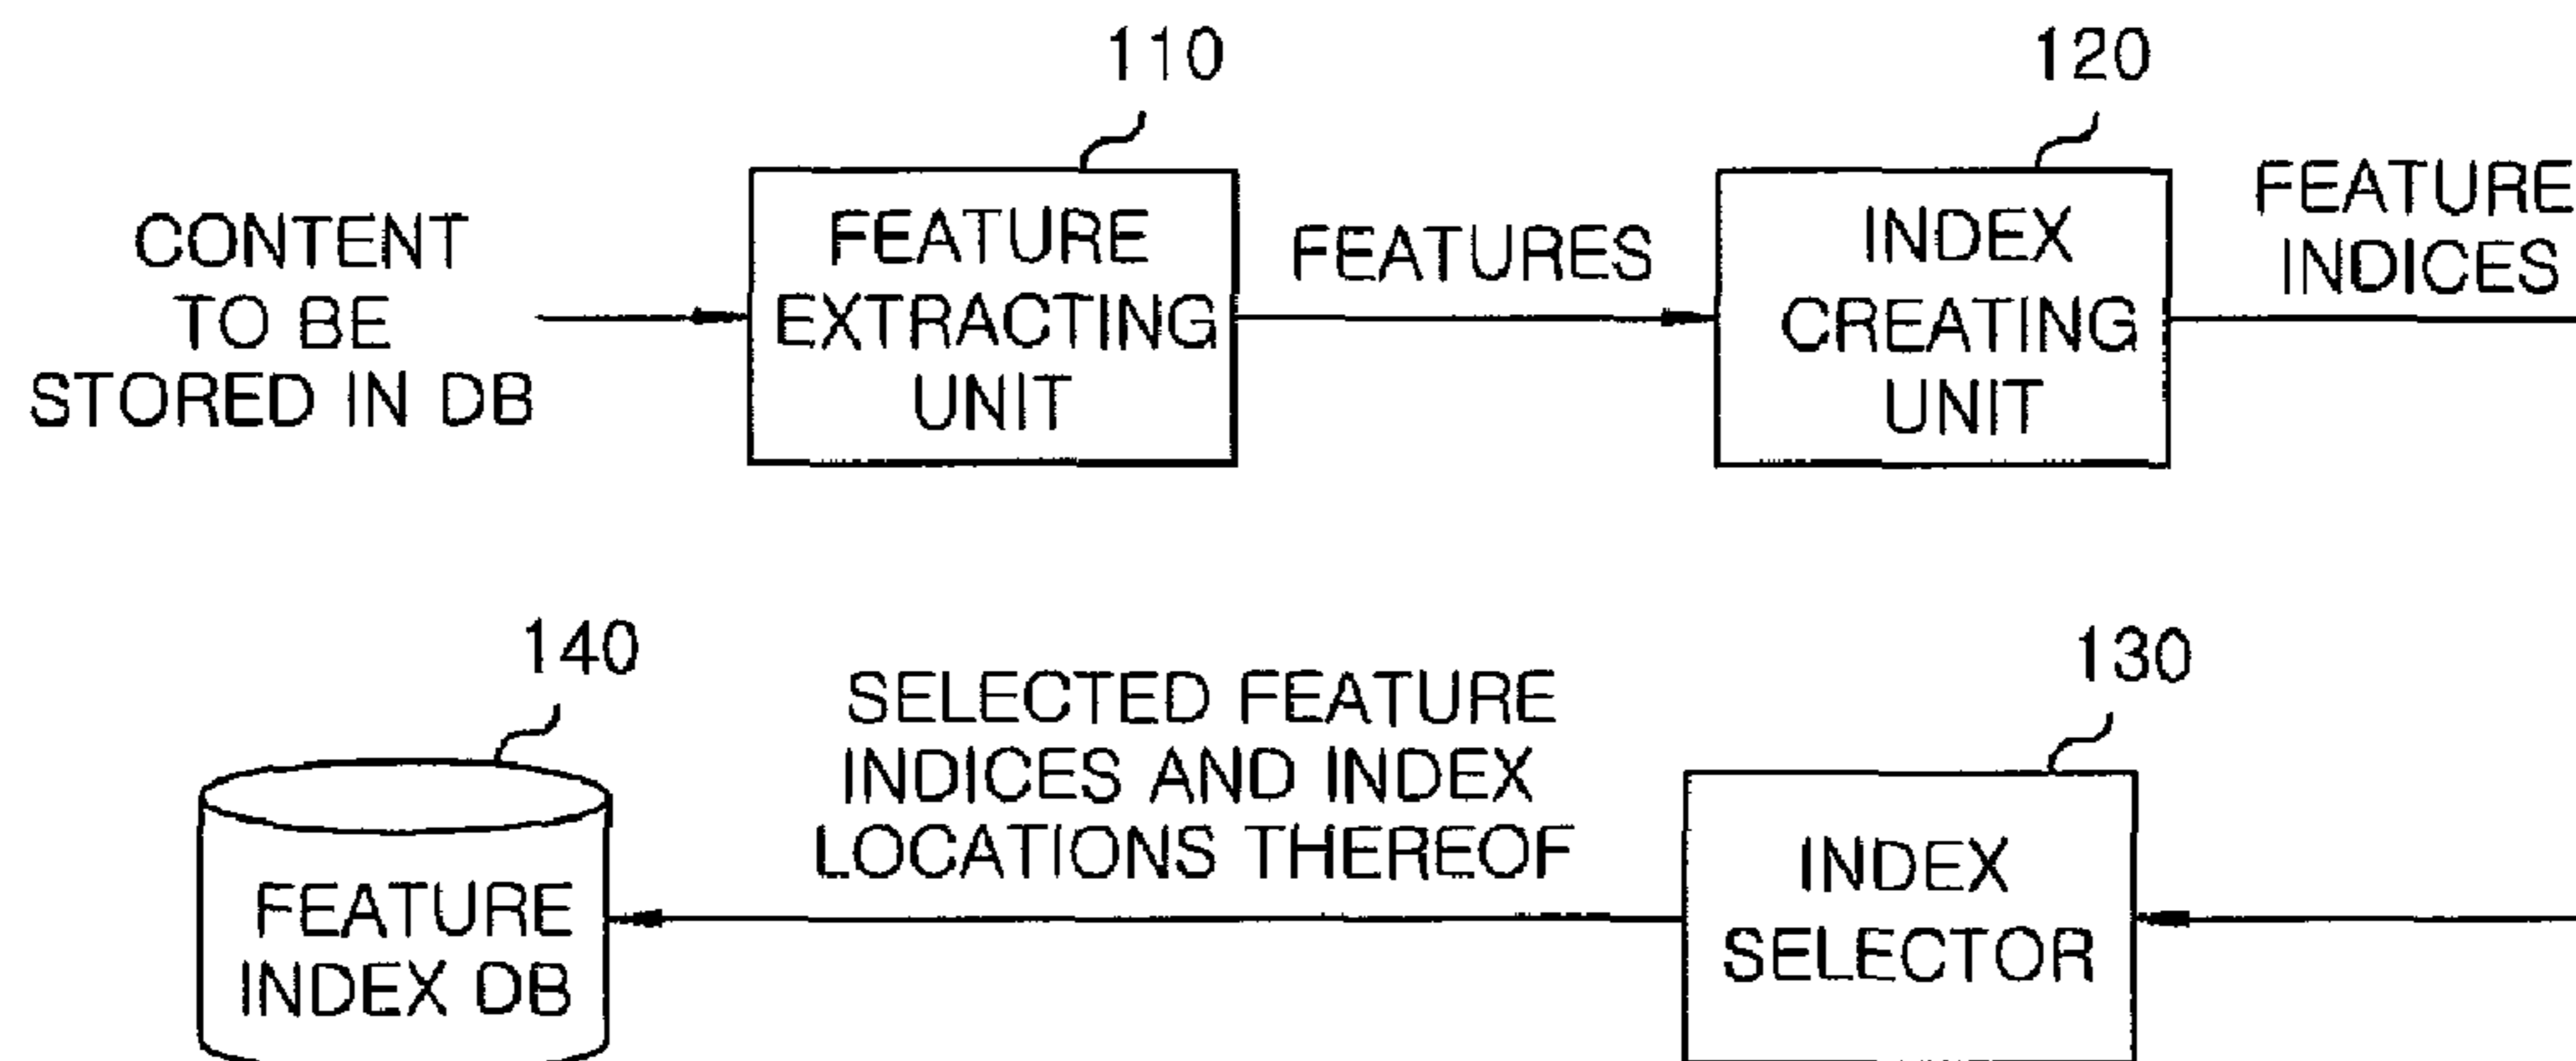 110
120
CONTENT
TO BE
STORED IN DB
FEATURE
EXTRACTING
UNIT
FEATURES
INDEX
CREATING
UNIT
FEATURE
INDICES
140
SELECTED FEATURE
INDICES AND INDEX
LOCATIONS THEREOF
130
FEATURE
INDEX DB
INDEX
SELECTOR